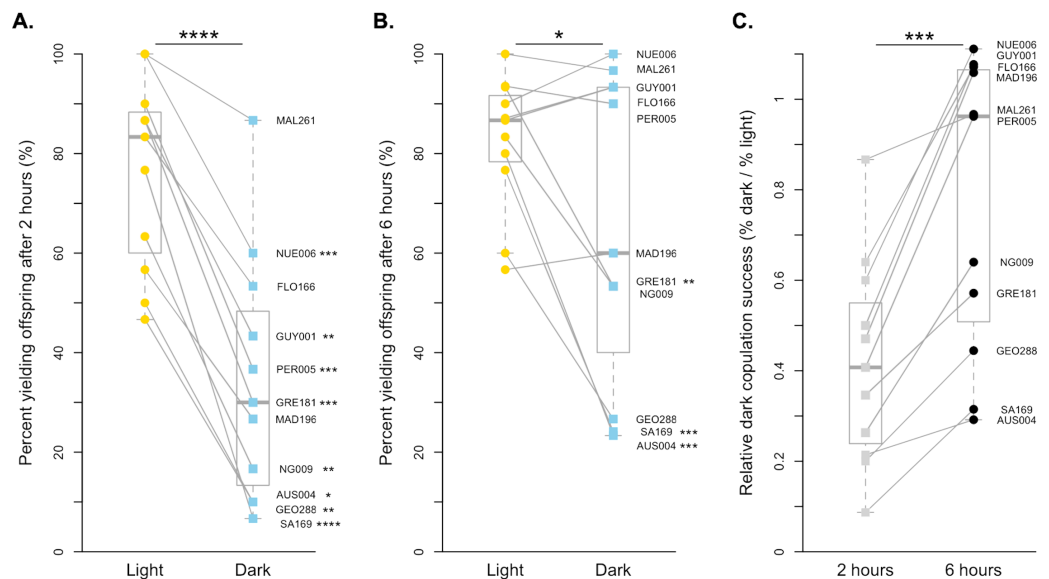 A.
****
Percent yielding offspring after 2 hours (%)
100
80
60
40
20
0
MAL261
NUE006 ***
FLO166
GUY001 **
PER005 ***
GRE181 ***
MAD196
NG009 **
AUS004 *
GEO288 **
SA169 ****
Light
Dark
B.
*
Percent yielding offspring after 6 hours (%)
100
80
60
40
20
0
NUE006
MAL261
GUY001
FLO166
PER005
MAD196
GRE181 **
NG009
GEO288
SA169 ***
AUS004 ***
Light
Dark
C.
***
Relative dark copulation success (% dark / % light)
1
0.8
0.6
0.4
0.2
0
NUE006
GUY001
FLO166
MAD196
MAL261
PER005
NG009
GRE181
GEO288
SA169
AUS004
2 hours
6 hours